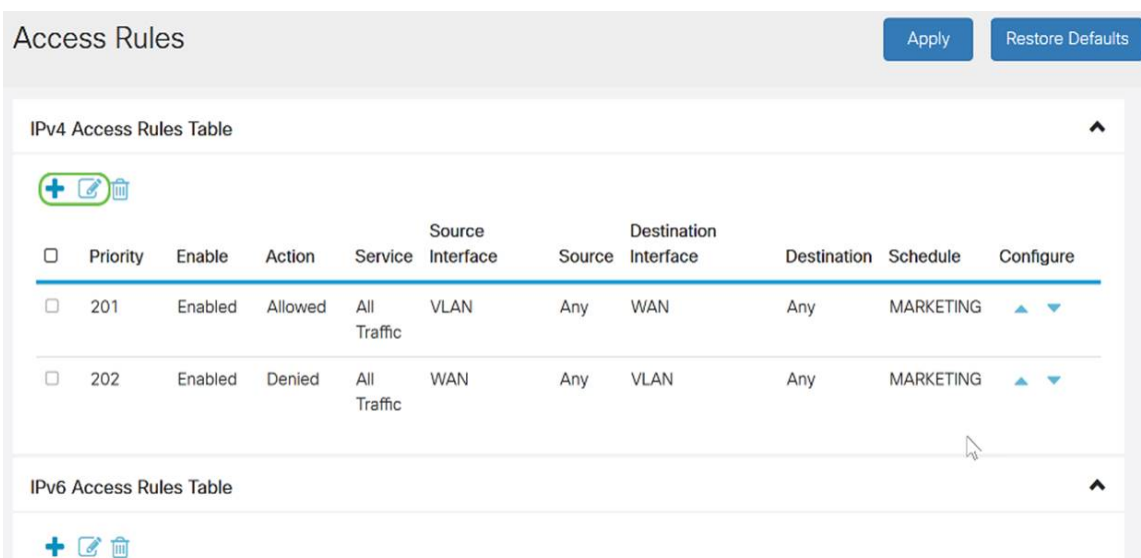 Access Rules
Apply
Restore Defaults
IPv4 Access Rules Table
Priority Enable Action Service Source Interface Source Destination Interface Destination Schedule Configure
201 Enabled Allowed All Traffic VLAN Any WAN Any MARKETING
202 Enabled Denied All Traffic WAN Any VLAN Any MARKETING
IPv6 Access Rules Table